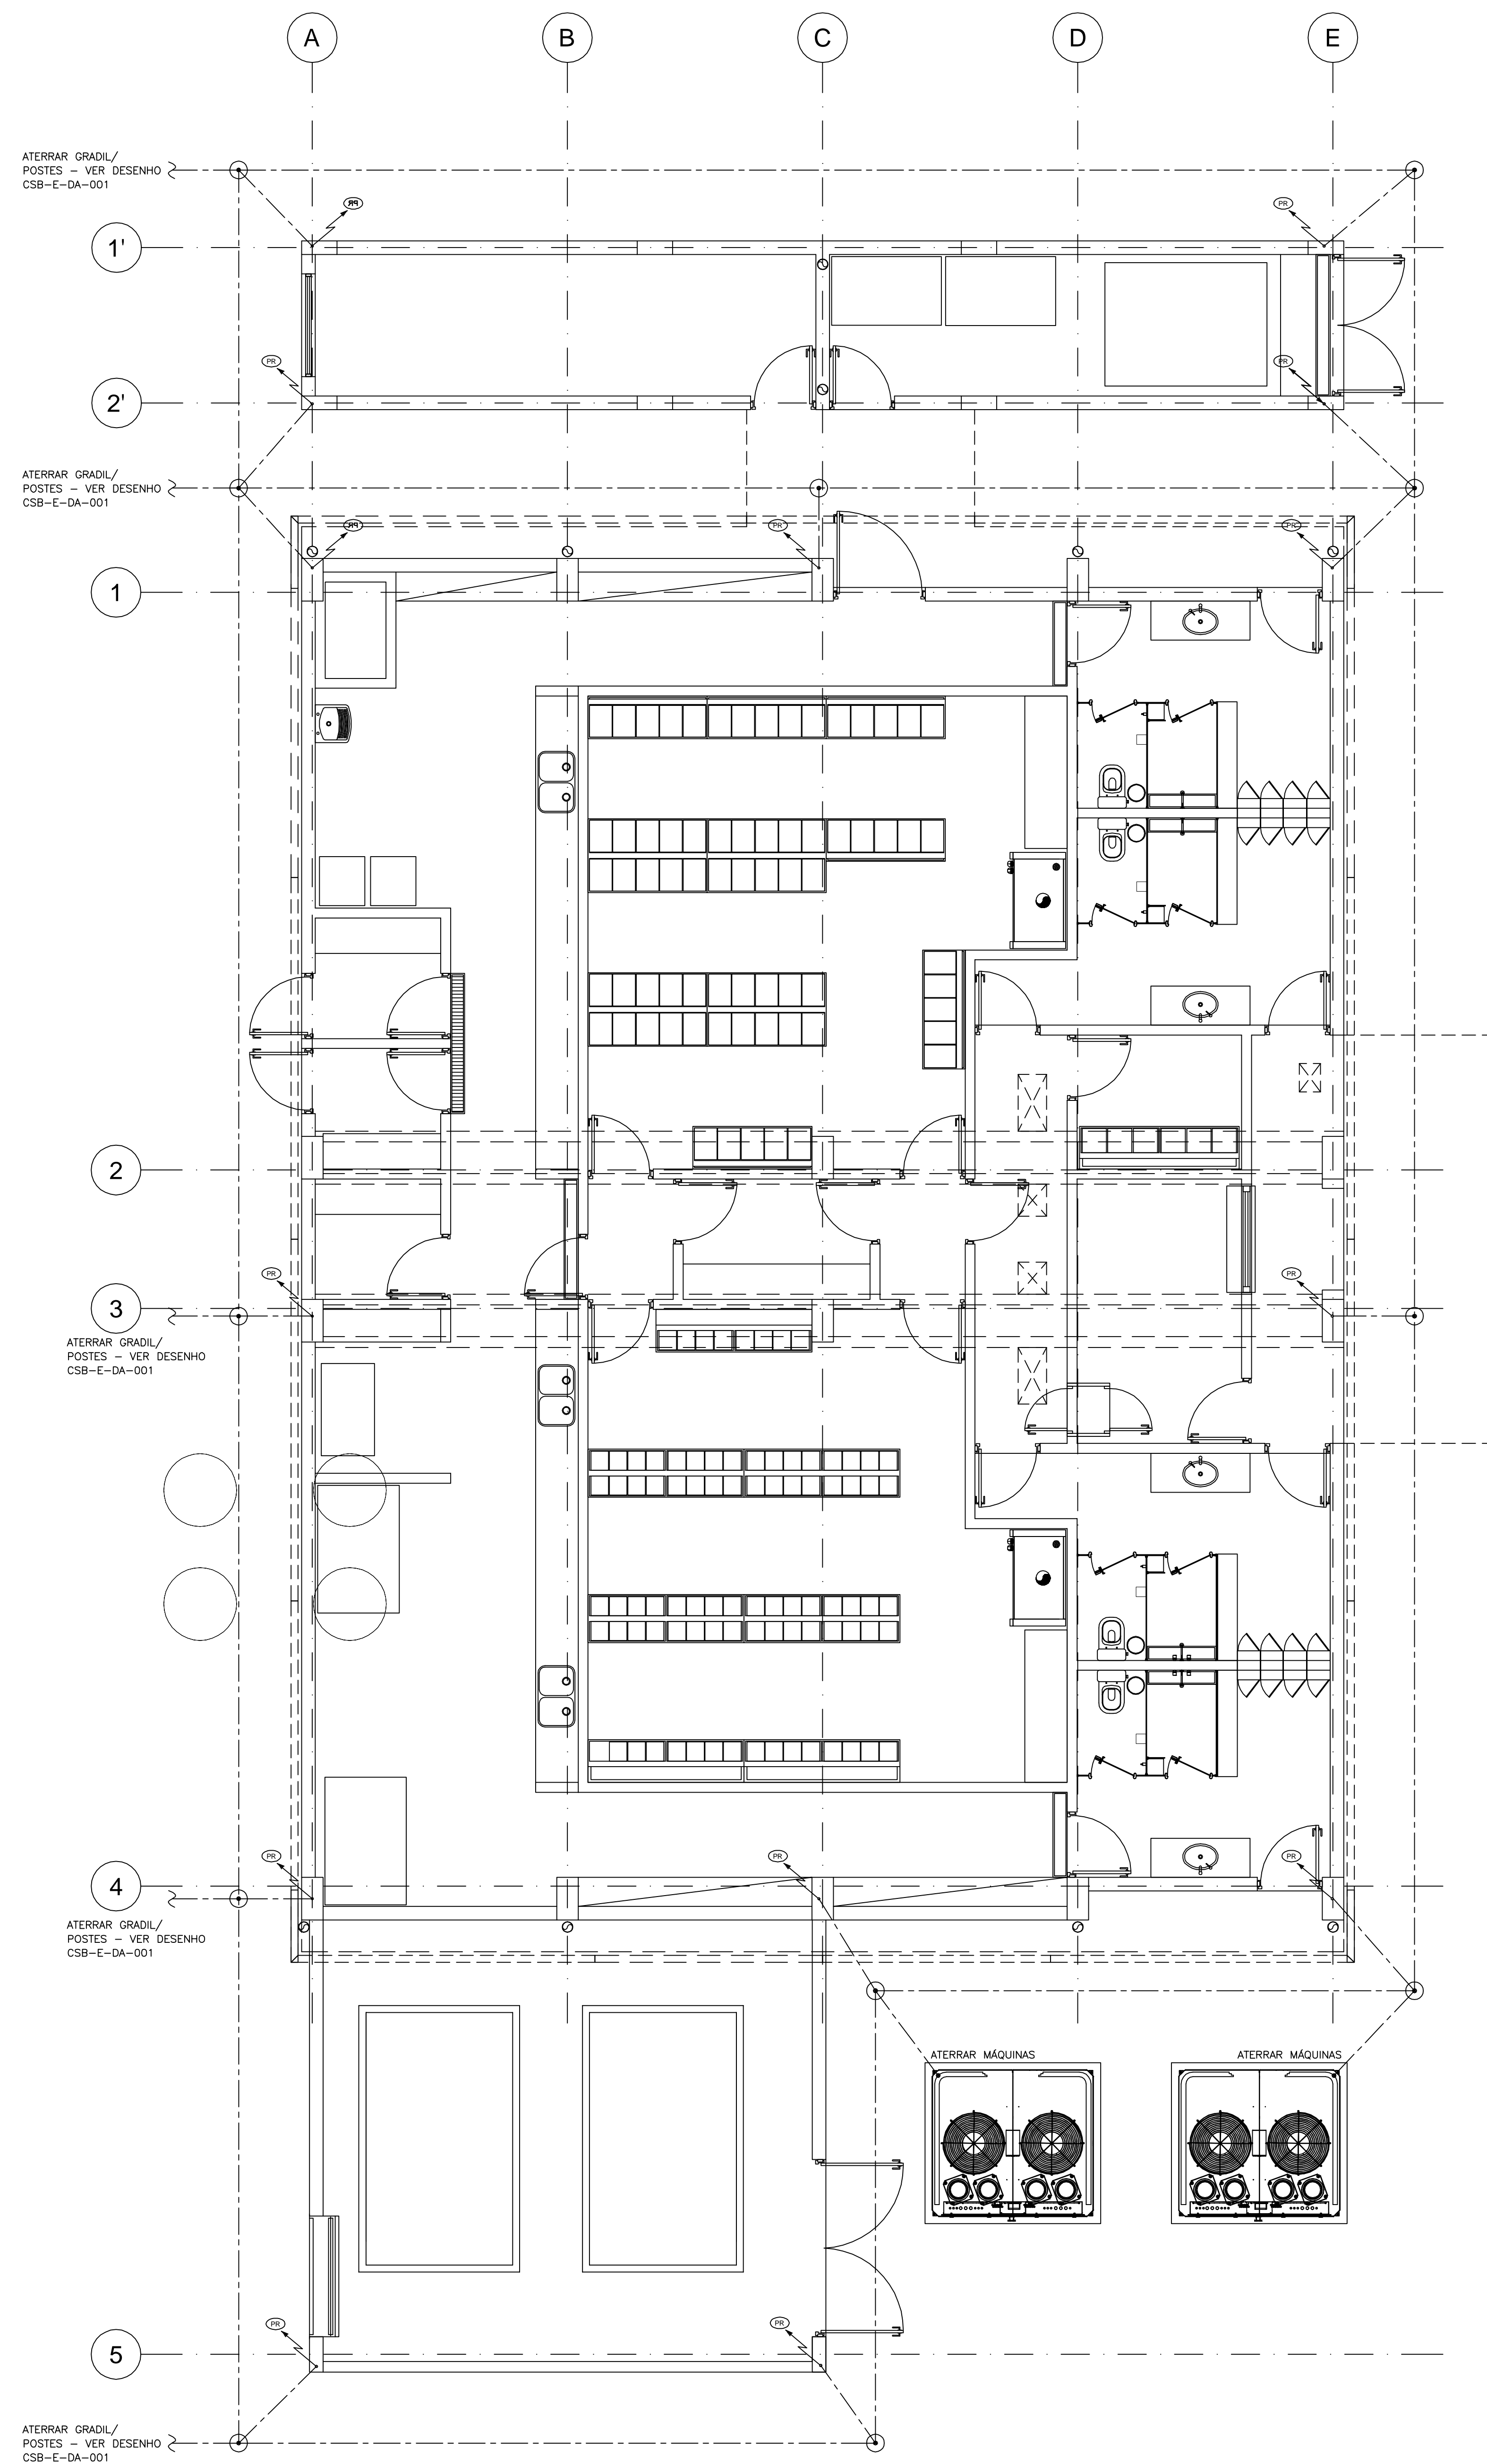 A B C D E
ATERRAR GRADIL/
POSTES - VER DESENHO
CSB-E-DA-001
PR PR
1'
PR PR
2'
ATERRAR GRADIL/
POSTES - VER DESENHO
CSB-E-DA-001
PR PR PR
1
2
PR PR
3
ATERRAR GRADIL/
POSTES - VER DESENHO
CSB-E-DA-001
PR PR PR
4
ATERRAR GRADIL/
POSTES - VER DESENHO
CSB-E-DA-001
ATERRAR MÁQUINAS ATERRAR MÁQUINAS
PR PR
5
ATERRAR GRADIL/
POSTES - VER DESENHO
CSB-E-DA-001